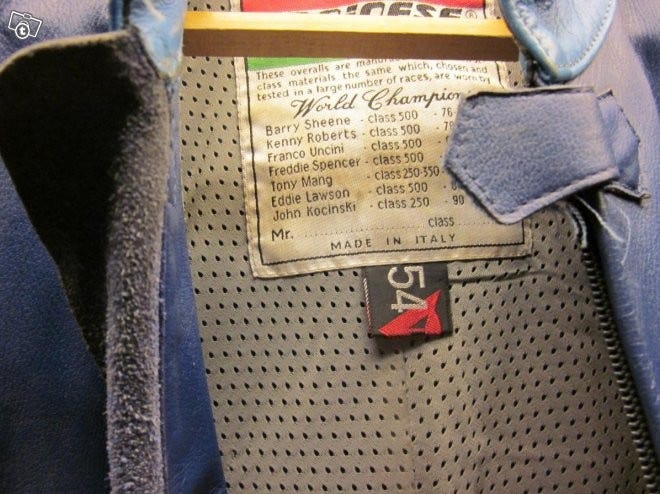 These overalls are
class materials, the same which, chosen and
tested in a large number of races, are worn by
World Champion
Barry Sheene - class 500 - 76
Kenny Roberts - class 500 - 78
Franco Uncini - class 500
Freddie Spencer - class 500
Tony Mang - class 250-350-
Eddie Lawson - class 500 -
John Kocinski - class 250 - 90
Mr. .................... class ...........
MADE IN ITALY
54